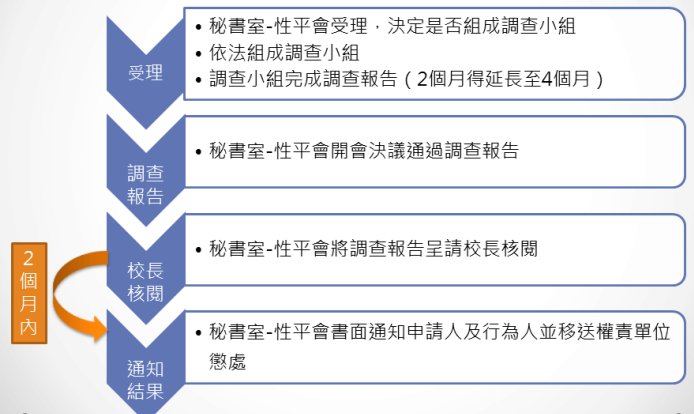 受理
• 秘書室-性平會受理，決定是否組成調查小組
• 依法組成調查小組
• 調查小組完成調查報告（2個月得延長至4個月）
調查
報告
• 秘書室-性平會開會決議通過調查報告
2
個
月
內
校長
核閱
• 秘書室-性平會將調查報告呈請校長核閱
通知
結果
• 秘書室-性平會書面通知申請人及行為人並移送權責單位
懲處